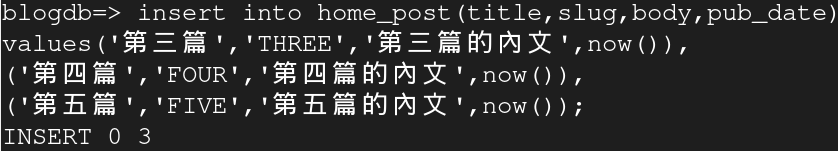 blogdb=> insert into home_post(title,slug,body,pub_date)
values('第三篇','THREE','第三篇的內文',now()),
('第四篇','FOUR','第四篇的內文',now()),
('第五篇','FIVE','第五篇的內文',now());
INSERT 0 3